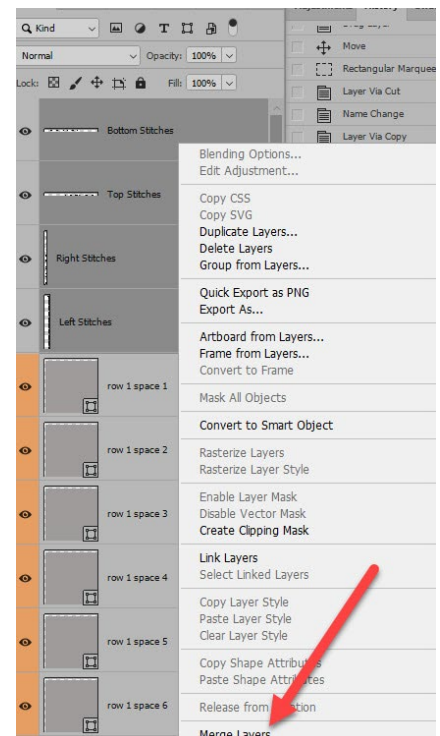 Adjustments History
Kind
Drag Layer
Normal Opacity: 100%
Move
Rectangular Marquee
Lock: Fill: 100%
Layer Via Cut
Name Change
Bottom Stitches
Layer Via Copy
Blending Options...
Edit Adjustment...
Top Stitches
Copy CSS
Copy SVG
Duplicate Layers...
Delete Layers
Right Stitches
Group from Layers...
Quick Export as PNG
Export As...
Left Stitches
Artboard from Layers...
Frame from Layers...
Convert to Frame
row 1 space 1
Mask All Objects
Convert to Smart Object
row 1 space 2
Rasterize Layers
Rasterize Layer Style
Enable Layer Mask
row 1 space 3
Disable Vector Mask
Create Clipping Mask
Link Layers
row 1 space 4
Select Linked Layers
Copy Layer Style
Paste Layer Style
Clear Layer Style
row 1 space 5
Copy Shape Attributes
Paste Shape Attributes
row 1 space 6
Release from
Merge Layers